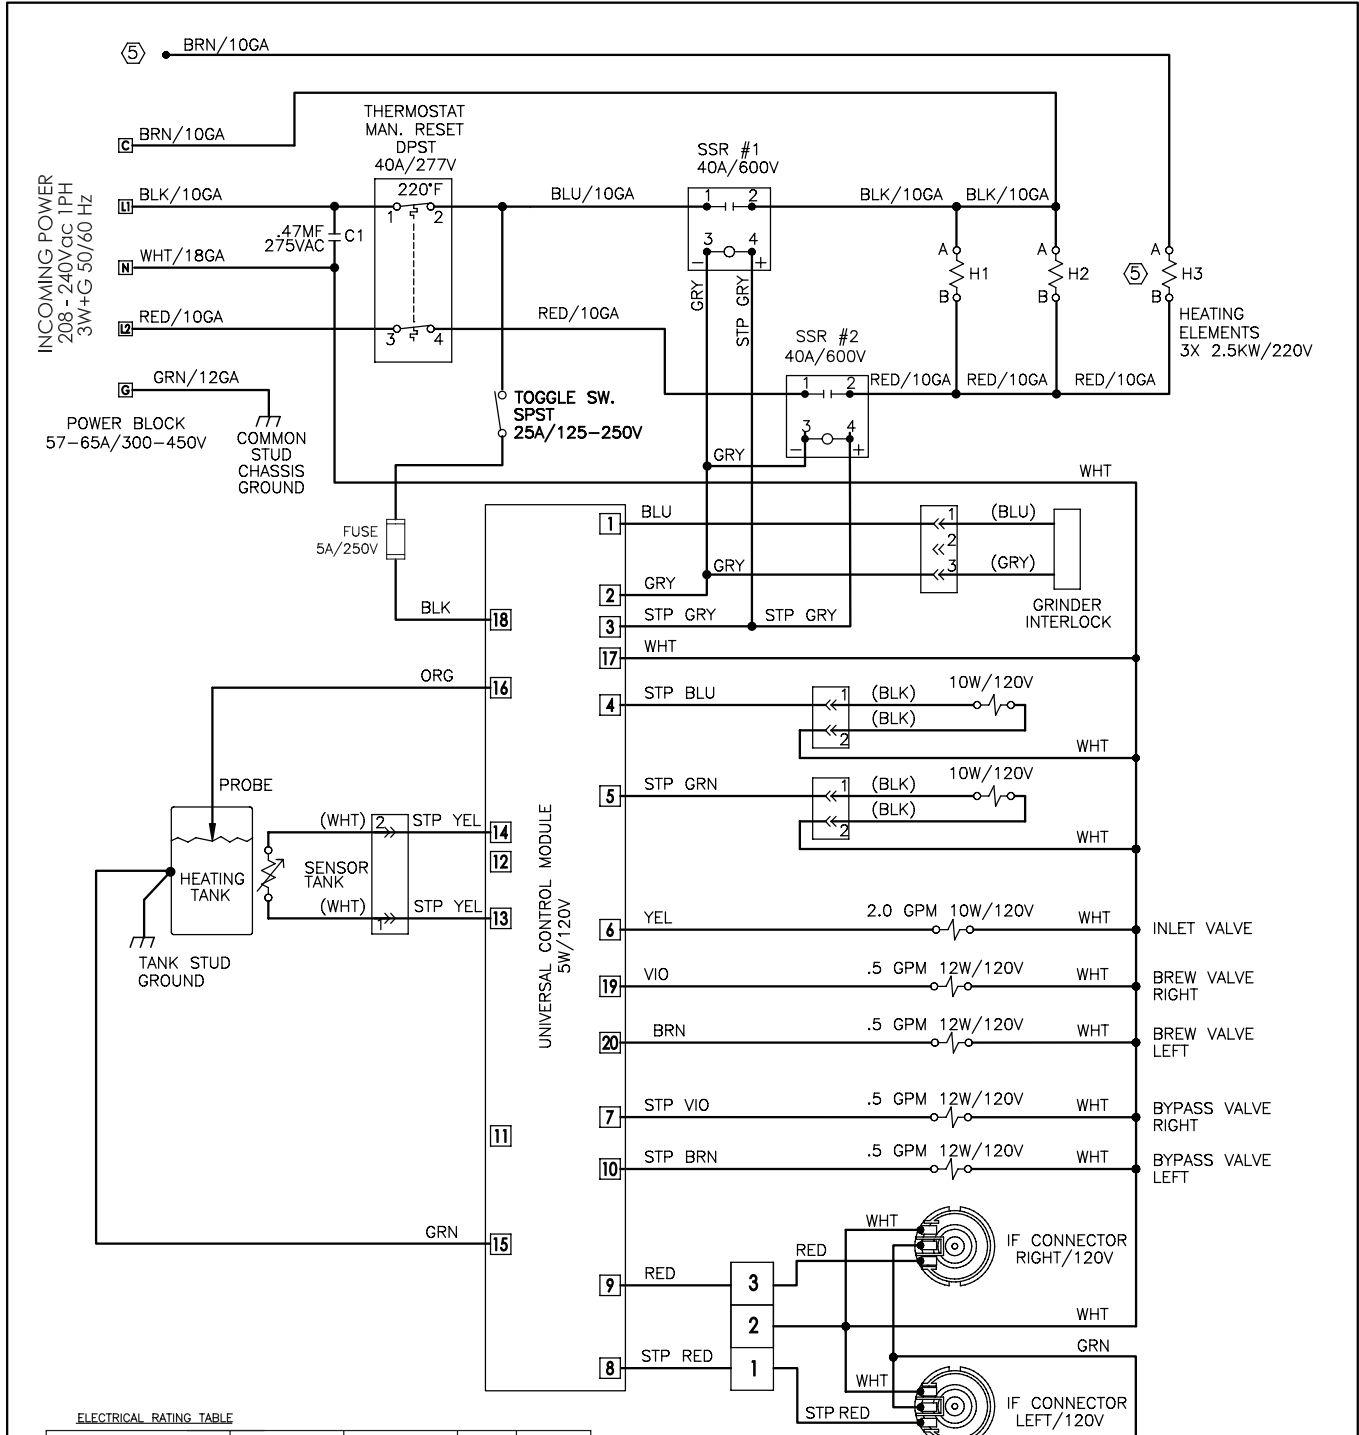 5 BRN/10GA
C BRN/10GA
THERMOSTAT
MAN. RESET
DPST
40A/277V
220°F
1 2
3 4
SSR #1
40A/600V
1 2
3 4
- +
INCOMING POWER
208 - 240Vac 1PH
3W+G 50/60 Hz
L1 BLK/10GA
BLU/10GA
BLK/10GA
BLK/10GA
.47MF
275VAC
C1
N WHT/18GA
L2 RED/10GA
RED/10GA
G GRN/12GA
POWER BLOCK
57-65A/300-450V
COMMON
STUD
CHASSIS
GROUND
GRY
STP GRY
A
H1
B
A
H2
B
5
A
H3
B
HEATING
ELEMENTS
3X 2.5KW/220V
SSR #2
40A/600V
1 2
3 4
- +
RED/10GA
RED/10GA
RED/10GA
TOGGLE SW.
SPST
25A/125-250V
GRY
WHT
FUSE
5A/250V
BLK
18
ORG
16
PROBE
HEATING
TANK
TANK STUD
GROUND
SENSOR
TANK
(WHT)
2
STP YEL
14
12
(WHT)
1
STP YEL
13
11
GRN
15
UNIVERSAL CONTROL MODULE
5W/120V
1 BLU
1
2
3
(BLU)
(GRY)
GRINDER
INTERLOCK
GRY
2 GRY
3 STP GRY
STP GRY
17 WHT
4 STP BLU
1
2
(BLK)
(BLK)
10W/120V
WHT
5 STP GRN
1
2
(BLK)
(BLK)
10W/120V
WHT
6 YEL
2.0 GPM 10W/120V
WHT
INLET VALVE
19 VIO
.5 GPM 12W/120V
WHT
BREW VALVE
RIGHT
20 BRN
.5 GPM 12W/120V
WHT
BREW VALVE
LEFT
7 STP VIO
.5 GPM 12W/120V
WHT
BYPASS VALVE
RIGHT
10 STP BRN
.5 GPM 12W/120V
WHT
BYPASS VALVE
LEFT
WHT
RED
IF CONNECTOR
RIGHT/120V
9 RED
3
2
1
WHT
GRN
8 STP RED
WHT
STP RED
IF CONNECTOR
LEFT/120V
ELECTRICAL RATING TABLE